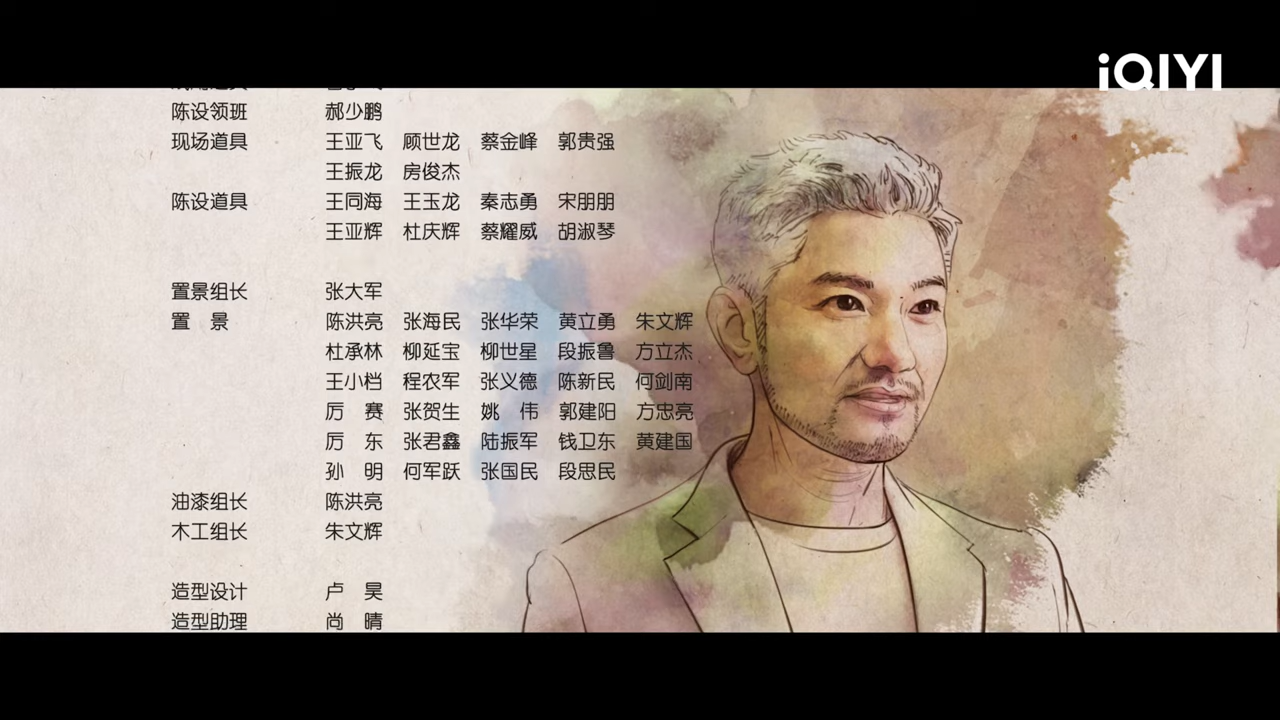 iQIYI
陈设领班 郝少鹏
现场道具 王亚飞 顾世龙 蔡金峰 郭贵强
王振龙 房俊杰
陈设道具 王同海 王玉龙 秦志勇 宋朋朋
王亚辉 杜庆辉 蔡耀威 胡淑琴
置景组长 张大军
置 景 陈洪亮 张海民 张华荣 黄立勇 朱文辉
杜承林 柳延宝 柳世星 段振鲁 方立杰
王小档 程农军 张义德 陈新民 何剑南
厉 赛 张贺生 姚 伟 郭建阳 方忠亮
厉 东 张君鑫 陆振军 钱卫东 黄建国
孙 明 何军跃 张国民 段思民
油漆组长 陈洪亮
木工组长 朱文辉
造型设计 卢 昊
造型助理 尚 晴